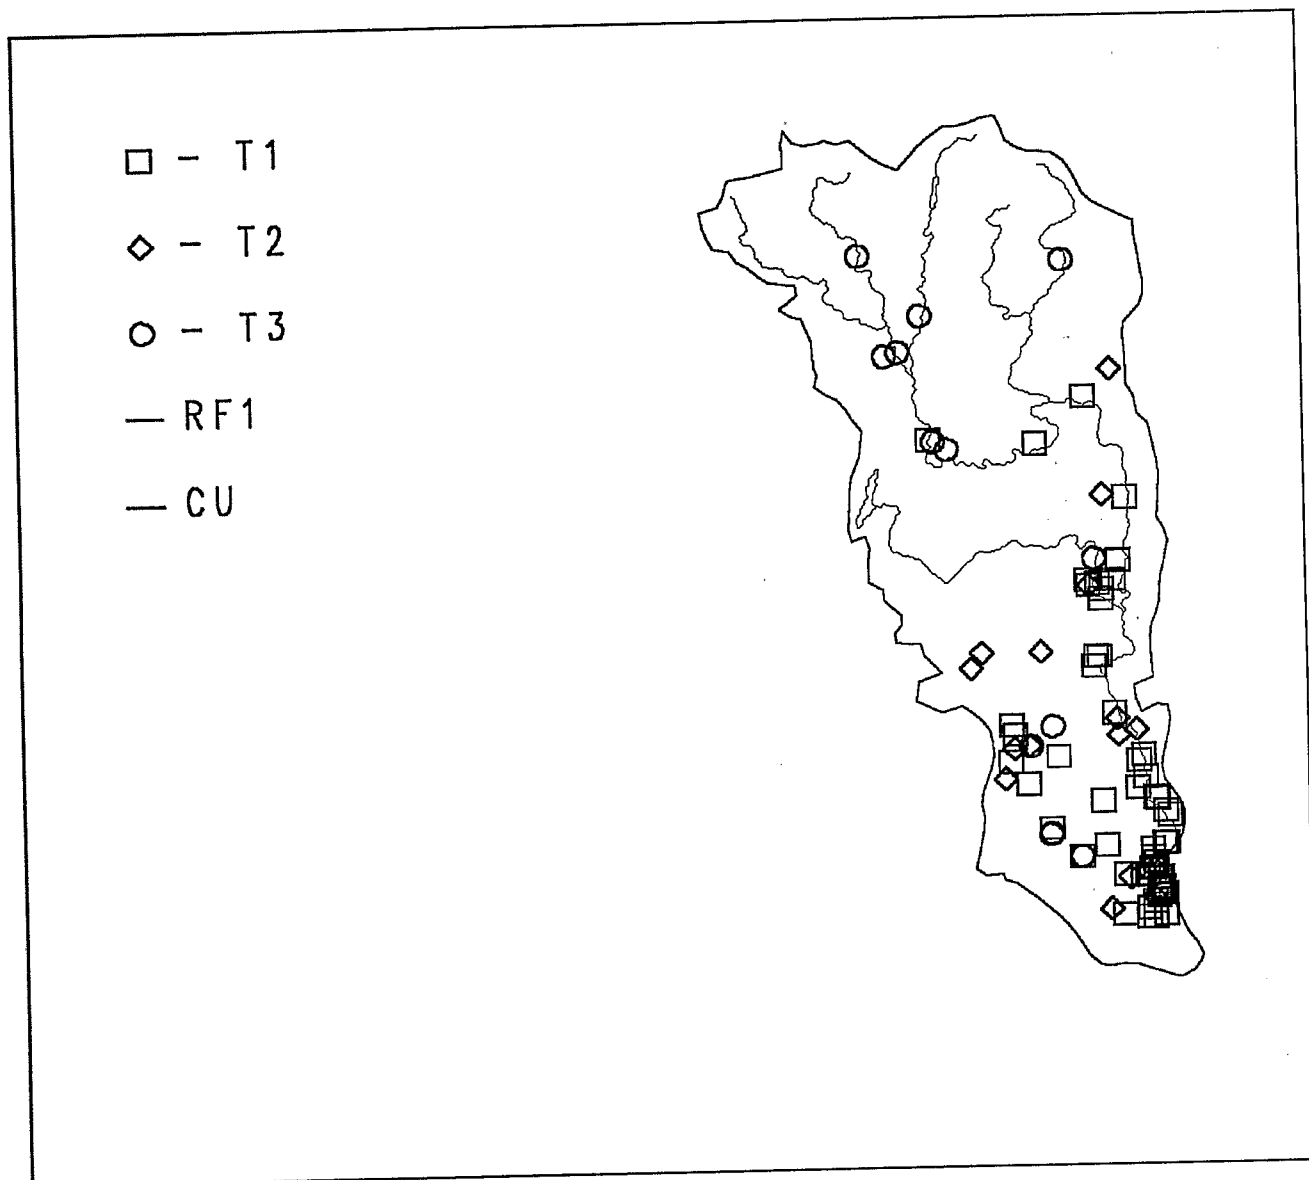 □ - T1
◇ - T2
○ - T3
— RF1
— CU